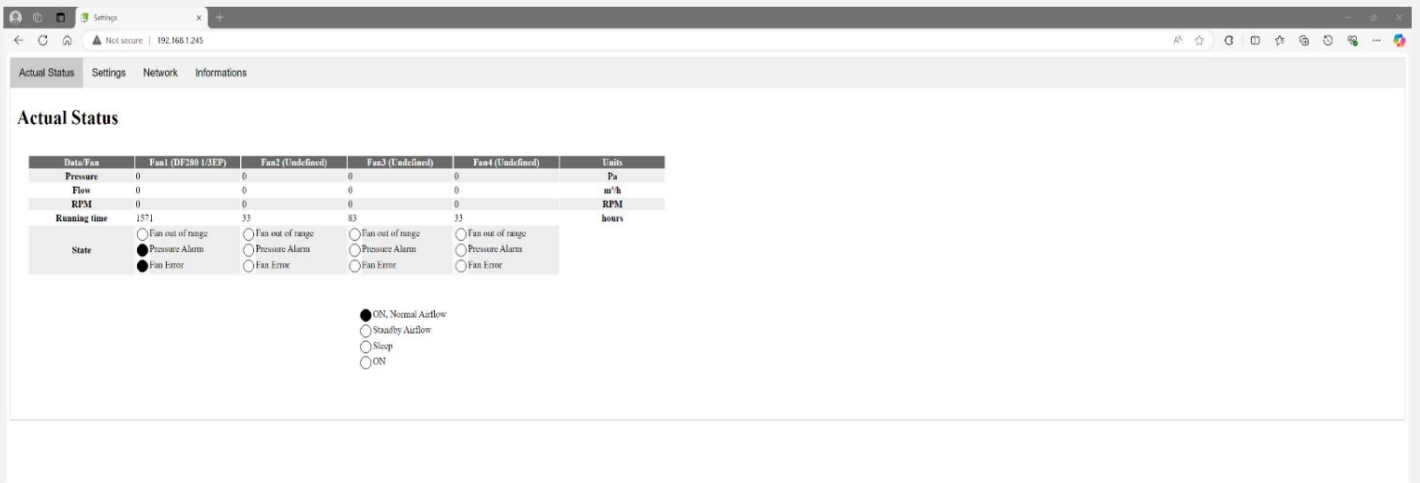 Settings
Not secure | 192.168.1.245
Actual Status Settings Network Informations
Actual Status
Data/Fan Fan1 (DF280 1/3EP) Fan2 (Undefined) Fan3 (Undefined) Fan4 (Undefined) Units
Pressure 0 0 0 0 Pa
Flow 0 0 0 0 m³/h
RPM 0 0 0 0 RPM
Running time 1571 33 83 33 hours
Fan out of range Fan out of range Fan out of range Fan out of range
State Pressure Alarm Pressure Alarm Pressure Alarm Pressure Alarm
Fan Error Fan Error Fan Error Fan Error
ON, Normal Airflow
Standby Airflow
Sleep
ON